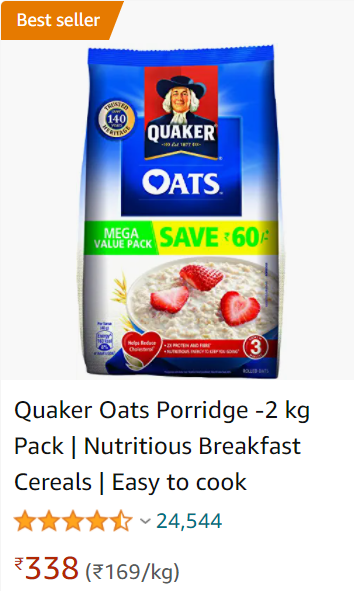 Best seller
TRUSTED
140
HERITAGE
QUAKER
OATS
MEGA
VALUE PACK
SAVE ₹60/-
Helps Reduce
Cholesterol
3
ROLLED OATS
Quaker Oats Porridge -2 kg
Pack | Nutritious Breakfast
Cereals | Easy to cook
24,544
₹338 (₹169/kg)